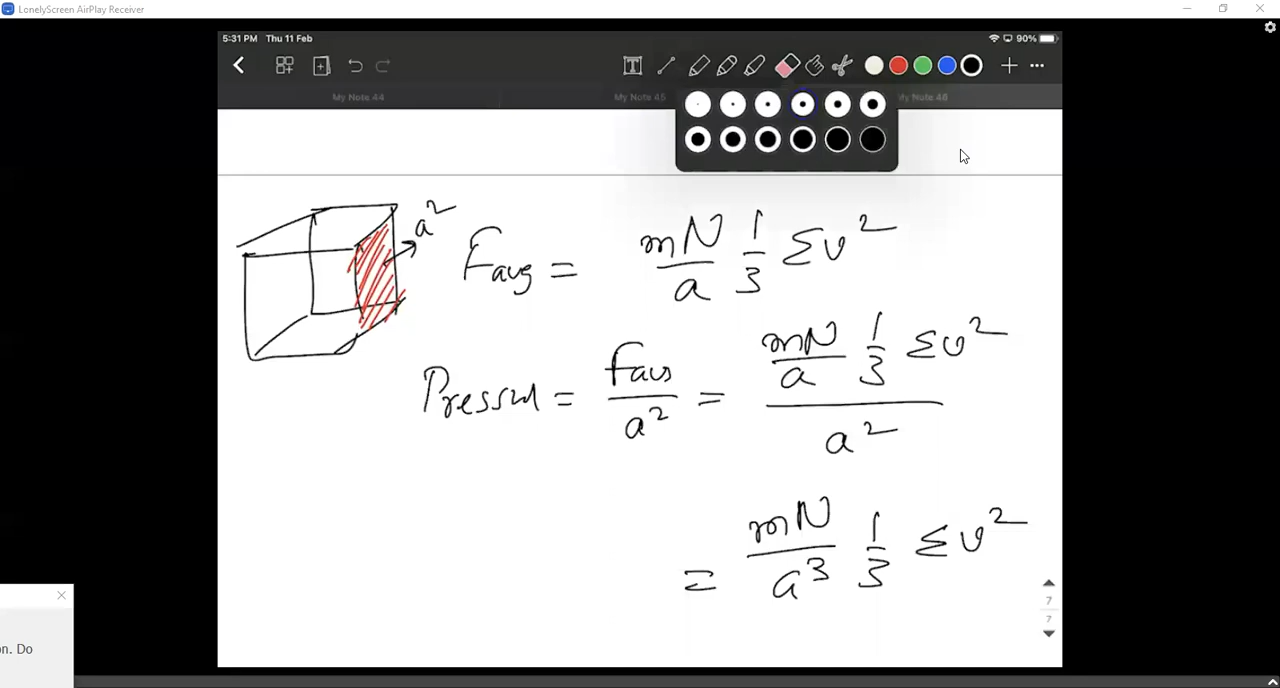 LonelyScreen AirPlay Receiver
5:31 PM Thu 11 Feb
90%
My Note 44
My Note 45
My Note 46
a²
Favg = mN/a 1/3 Σv²
= Favg/a² = (mN/a 1/3 Σv²)/a²
= mN/a³ 1/3 Σv²
7
7
on. Do